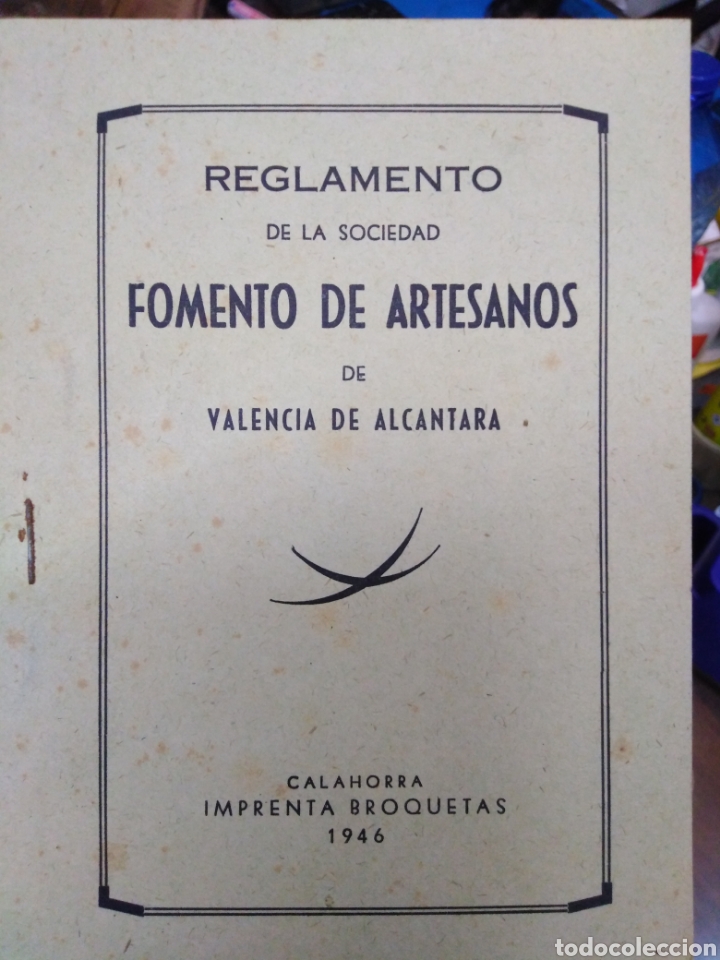 REGLAMENTO
DE LA SOCIEDAD
FOMENTO DE ARTESANOS
DE
VALENCIA DE ALCANTARA
CALAHORRA
IMPRENTA BROQUETAS
1946
todocoleccion